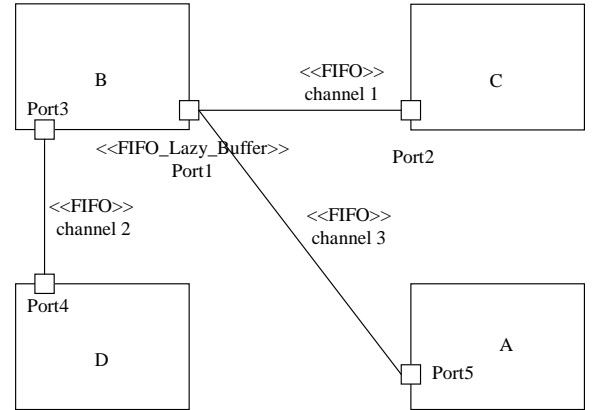 B
C
<<FIFO>>
channel 1
Port3
<<FIFO_Lazy_Buffer>>
Port1
Port2
<<FIFO>>
channel 2
<<FIFO>>
channel 3
Port4
D
A
Port5